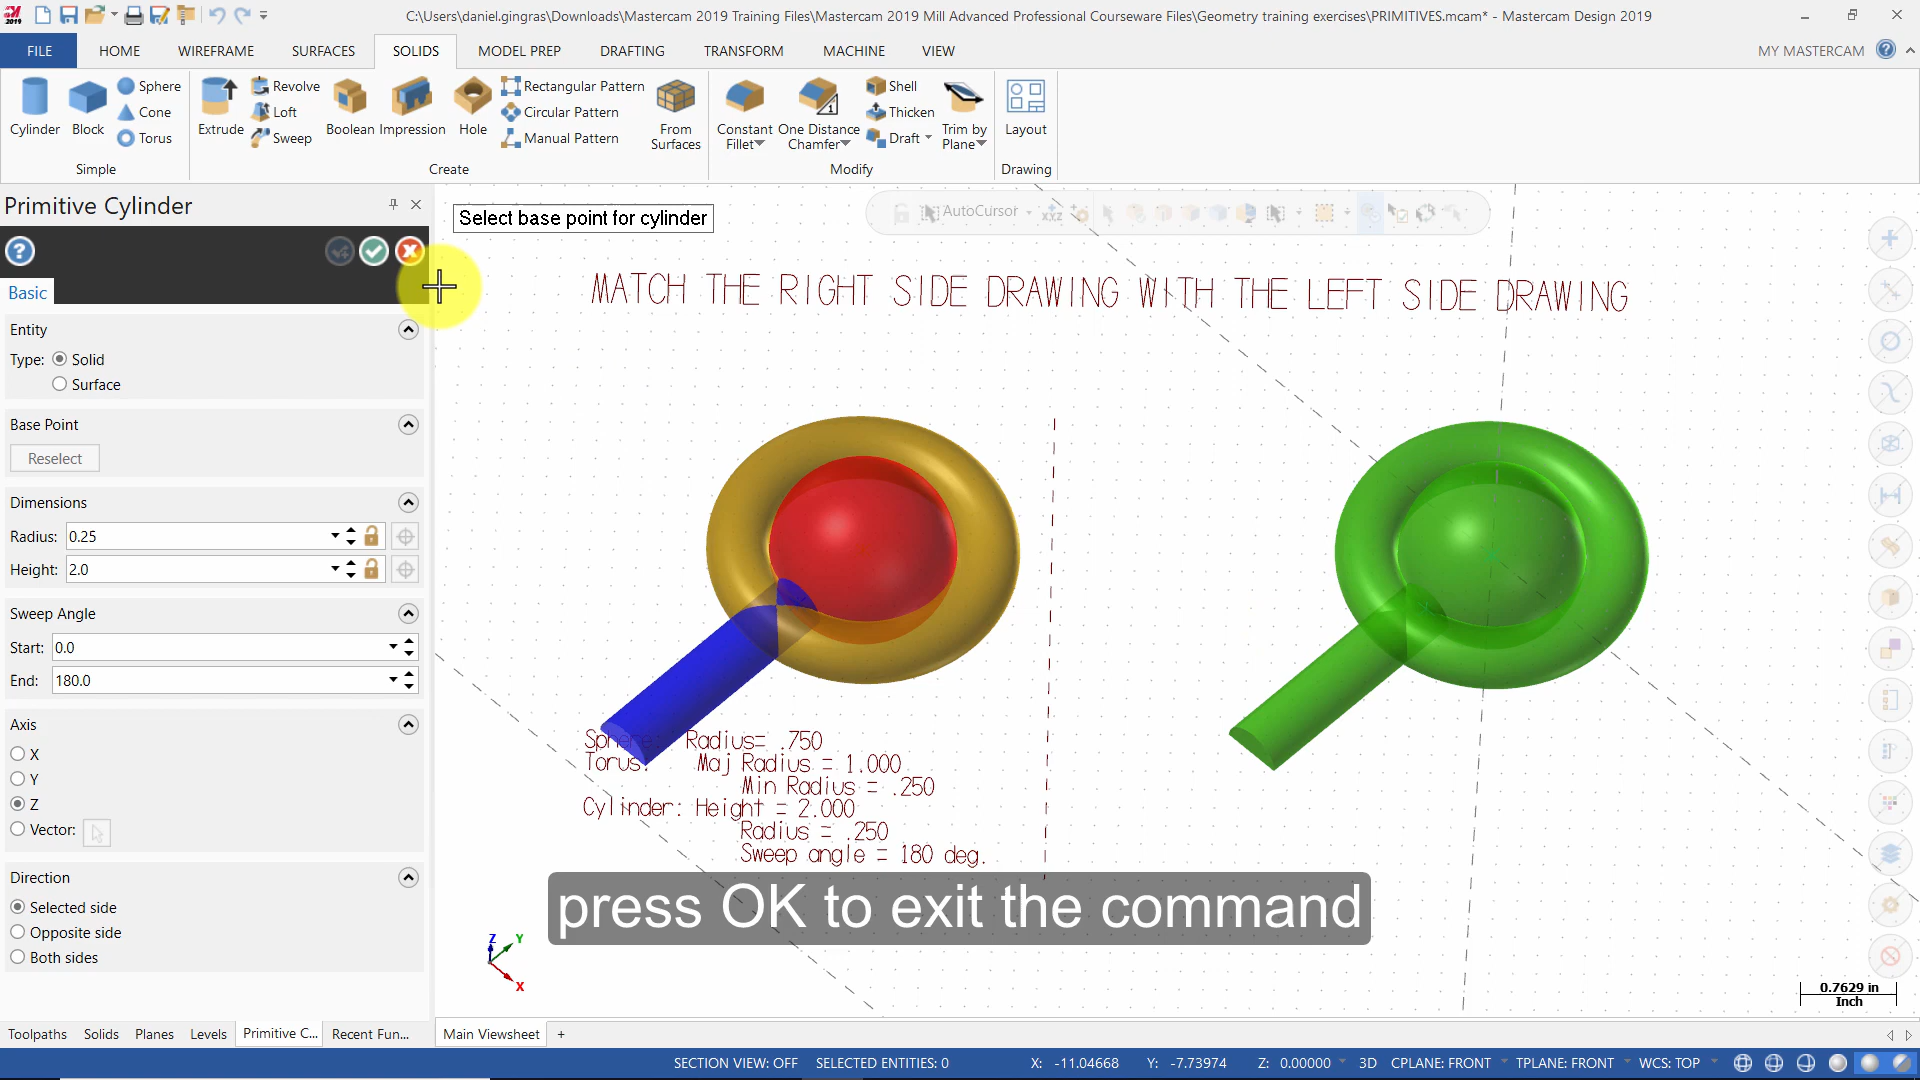 C:\Users\daniel.gingras\Downloads\Mastercam 2019 Training Files\Mastercam 2019 Mill Advanced Professional Courseware Files\Geometry training exercises\PRIMITIVES.mcam* - Mastercam Design 2019
2019
FILE HOME WIREFRAME SURFACES SOLIDS MODEL PREP DRAFTING TRANSFORM MACHINE VIEW MY MASTERCAM
Cylinder
Block
Sphere
Cone
Torus
Simple
Extrude
Revolve
Loft
Sweep
Boolean
Impression
Hole
Rectangular Pattern
Circular Pattern
Manual Pattern
From
Surfaces
Create
Constant
Fillet
One Distance
Chamfer
Shell
Thicken
Draft
Trim by
Plane
Modify
Layout
Drawing
Primitive Cylinder
Basic
Entity
Type: Solid
Surface
Base Point
Reselect
Dimensions
Radius: 0.25
Height: 2.0
Sweep Angle
Start: 0.0
End: 180.0
Axis
X
Y
Z
Vector:
Direction
Selected side
Opposite side
Both sides
Select base point for cylinder
AutoCursor
MATCH THE RIGHT SIDE DRAWING WITH THE LEFT SIDE DRAWING
Sphere: Radius= .750
Torus: Maj Radius = 1.000
Min Radius = .250
Cylinder: Height = 2.000
Radius = .250
Sweep angle = 180 deg.
press OK to exit the command
Z
Y
X
0.7629 in
Inch
Toolpaths Solids Planes Levels Primitive C... Recent Fun... Main Viewsheet +
SECTION VIEW: OFF SELECTED ENTITIES: 0 X: -11.04668 Y: -7.73974 Z: 0.00000 3D CPLANE: FRONT TPLANE: FRONT WCS: TOP